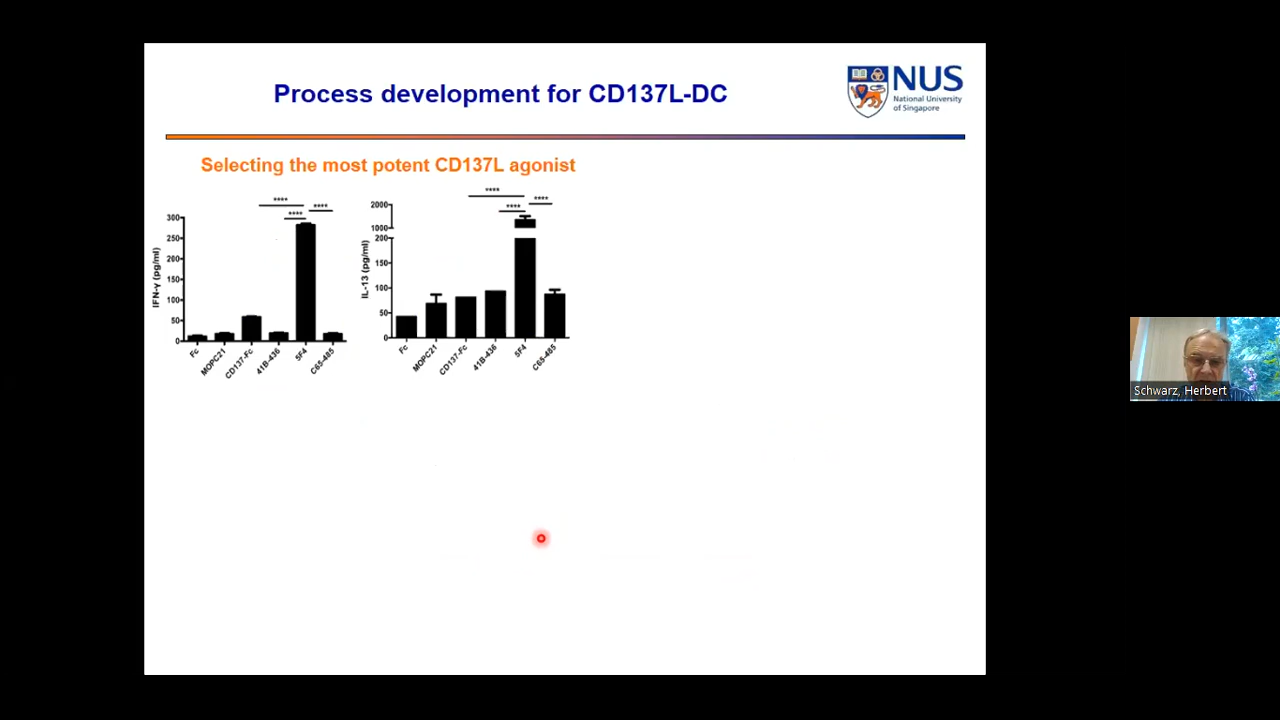 Process development for CD137L-DC
NUS
National University
of Singapore
Selecting the most potent CD137L agonist
****
**** ****
300
250
200
150
100
50
0
IFN-γ (pg/ml)
Fc
MOPC21
CD137-Fc
41B-436
5F4
C65-485
****
****
****
2000
1000
200
150
100
50
0
IL-13 (pg/ml)
Fc
MOPC21
CD137-Fc
41B-436
5F4
C65-485
Schwarz, Herbert